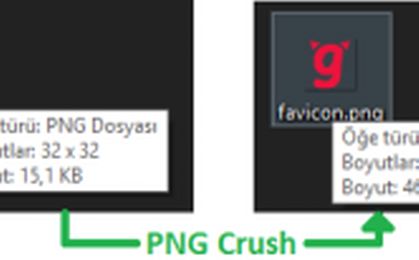 türü: PNG Dosyası
utlar: 32 x 32
ut: 15,1 KB
g
favicon.png
Öğe türü
Boyutlar:
Boyut: 46
PNG Crush